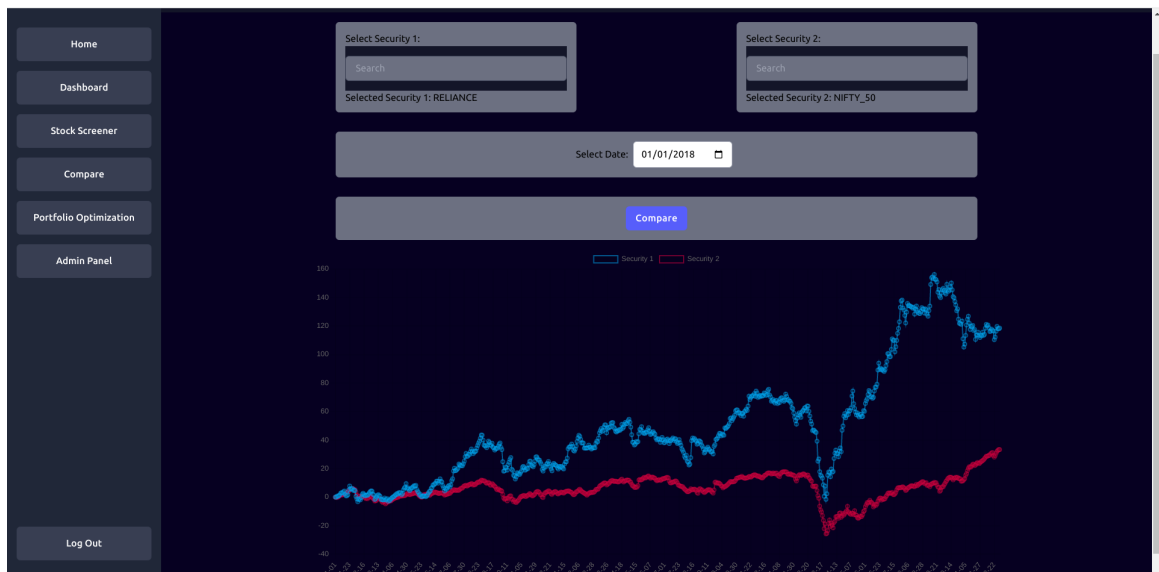 Home
Dashboard
Stock Screener
Compare
Portfolio Optimization
Admin Panel
Log Out
Select Security 1:
Search
Selected Security 1: RELIANCE
Select Security 2:
Search
Selected Security 2: NIFTY_50
Select Date: 01/01/2018
Compare
Security 1 Security 2
160
140
120
100
80
60
40
20
0
-20
-40